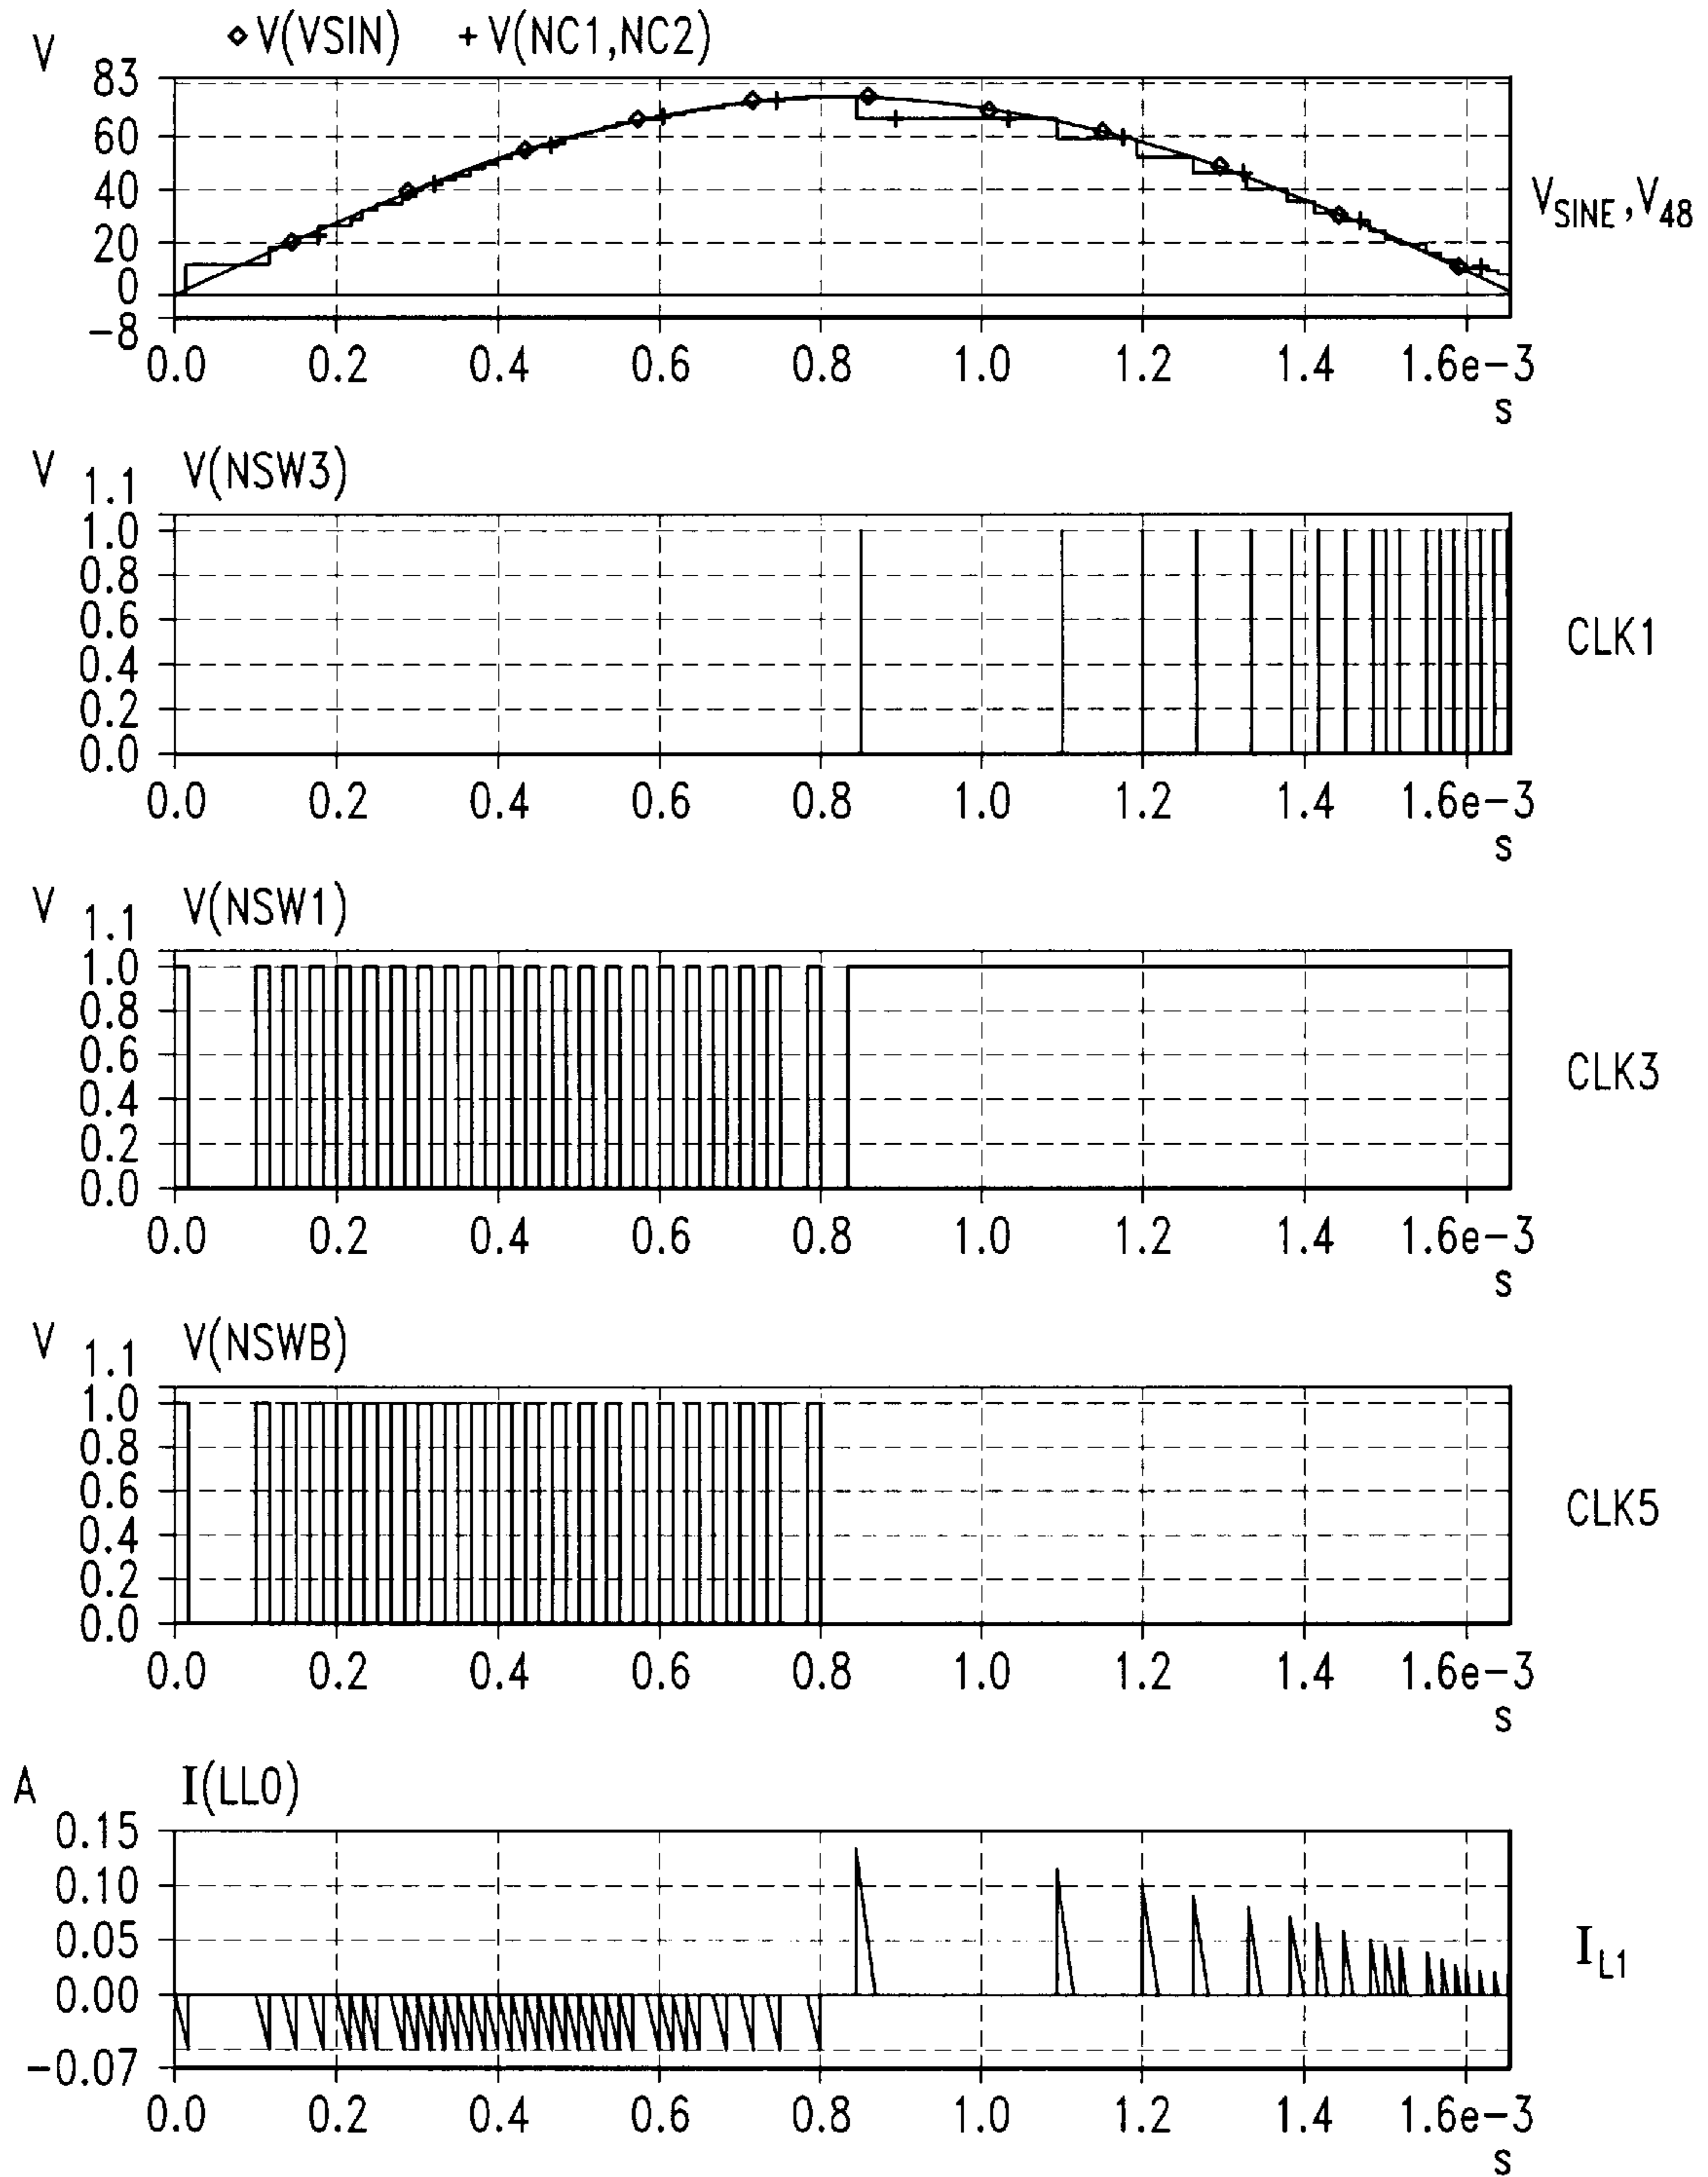 V ◇ V(VSIN) + V(NC1,NC2)
83
60
40
20
0
-8
V_SINE, V_48
0.0 0.2 0.4 0.6 0.8 1.0 1.2 1.4 1.6e-3
s
V V(NSW3)
1.1
1.0
0.8
0.6
0.4
0.2
0.0
CLK1
0.0 0.2 0.4 0.6 0.8 1.0 1.2 1.4 1.6e-3
s
V V(NSW1)
1.1
1.0
0.8
0.6
0.4
0.2
0.0
CLK3
0.0 0.2 0.4 0.6 0.8 1.0 1.2 1.4 1.6e-3
s
V V(NSWB)
1.1
1.0
0.8
0.6
0.4
0.2
0.0
CLK5
0.0 0.2 0.4 0.6 0.8 1.0 1.2 1.4 1.6e-3
s
A I(LL0)
0.15
0.10
0.05
0.00
-0.07
I_L1
0.0 0.2 0.4 0.6 0.8 1.0 1.2 1.4 1.6e-3
s